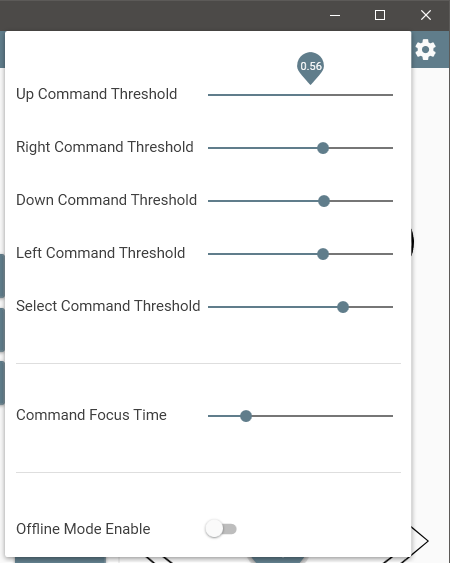 0.56
Up Command Threshold
Right Command Threshold
Down Command Threshold
Left Command Threshold
Select Command Threshold
Command Focus Time
Offline Mode Enable